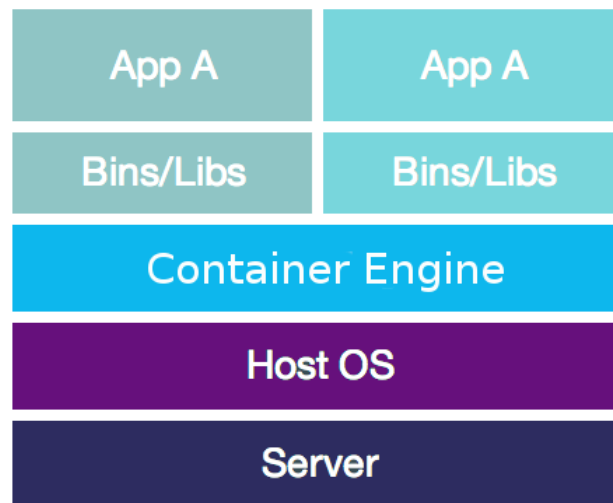 App A App A
Bins/Libs Bins/Libs
Container Engine
Host OS
Server